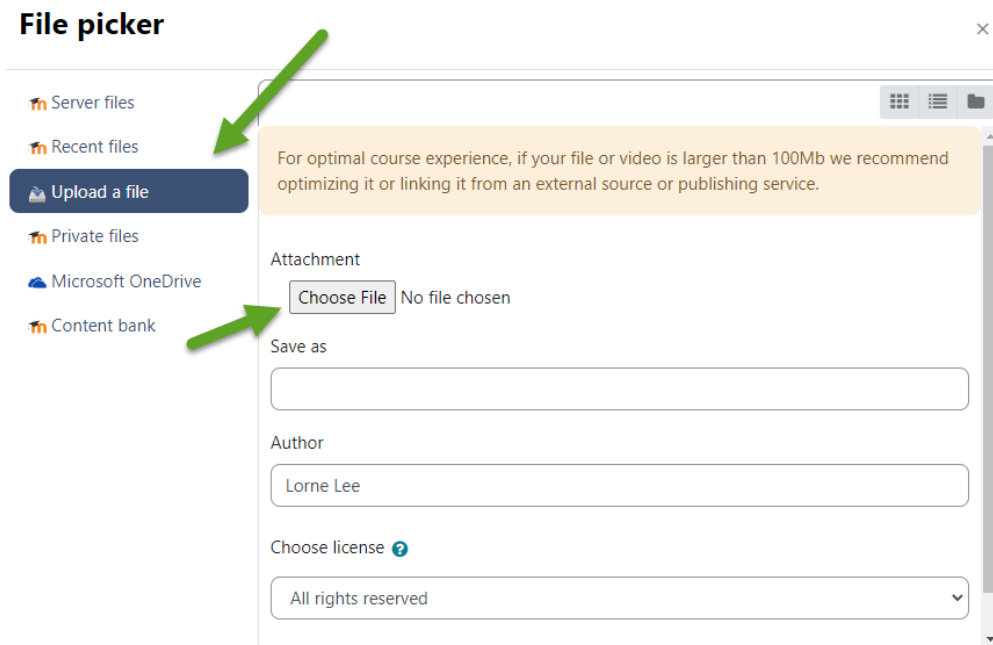 File picker
×
Server files
Recent files
Upload a file
Private files
Microsoft OneDrive
Content bank
For optimal course experience, if your file or video is larger than 100Mb we recommend
optimizing it or linking it from an external source or publishing service.
Attachment
Choose File No file chosen
Save as
Author
Lorne Lee
Choose license ?
All rights reserved